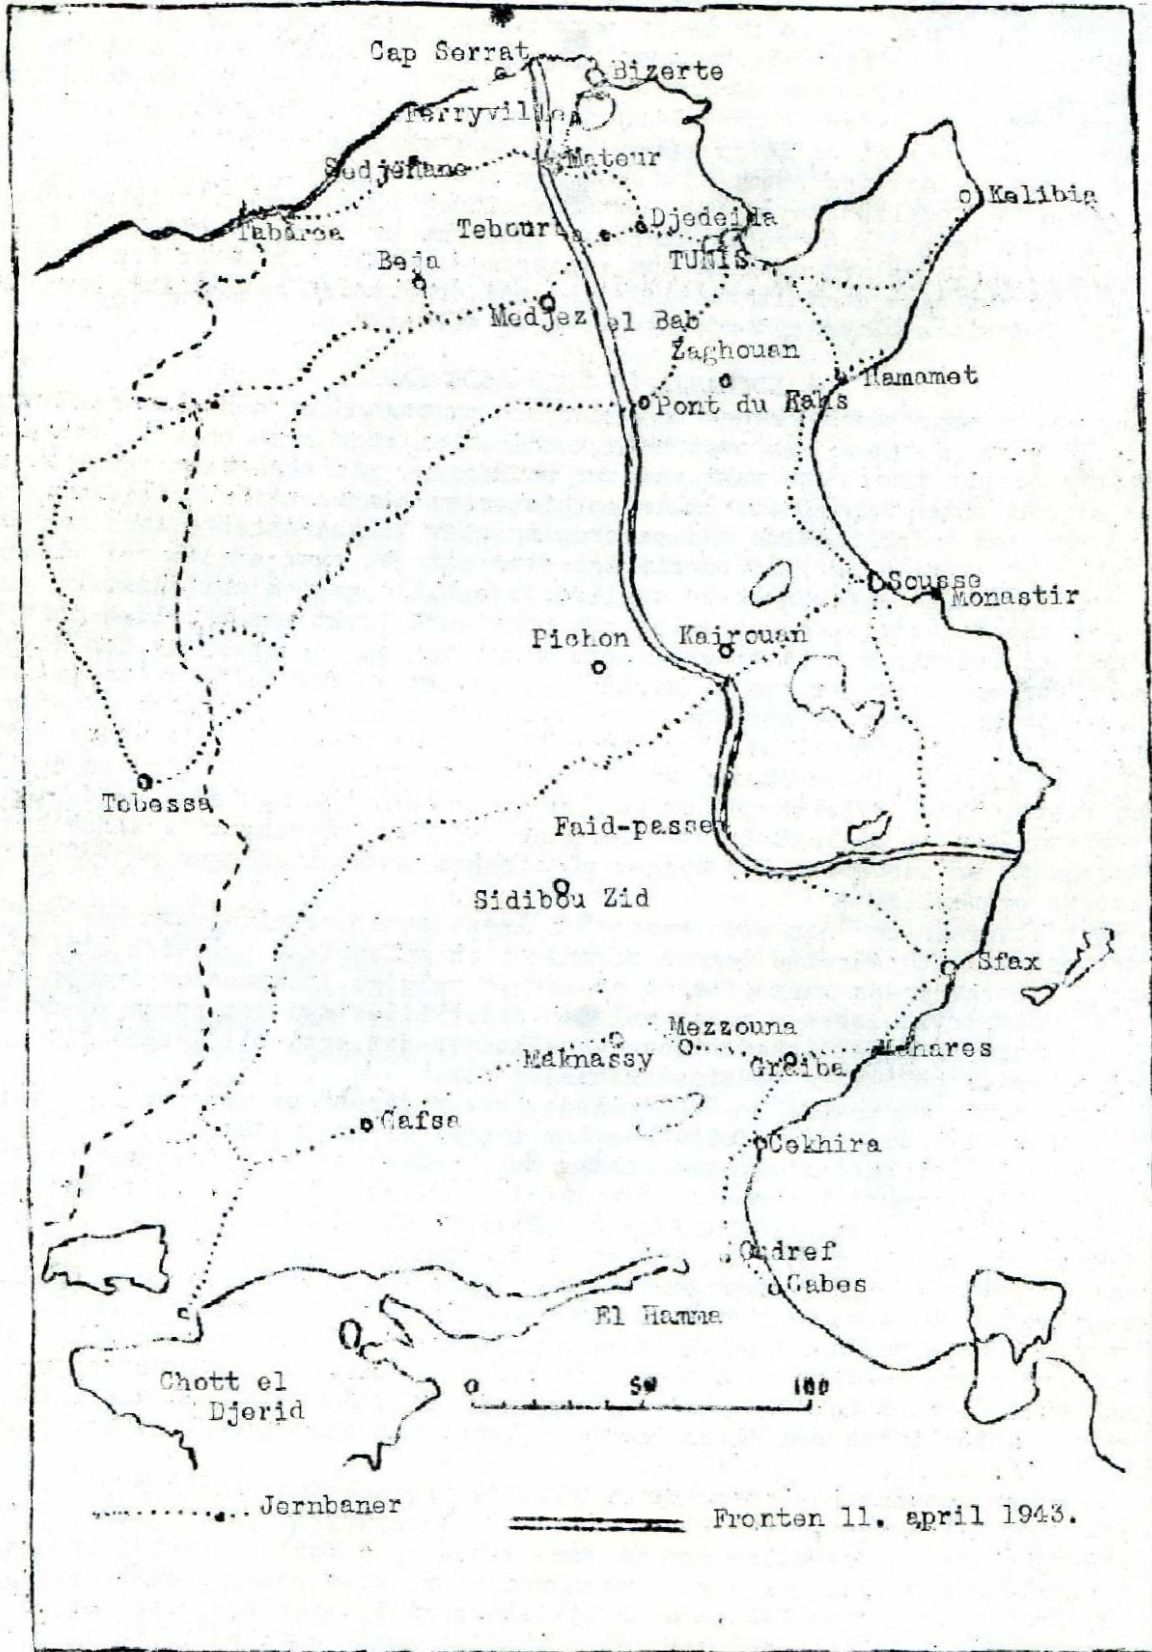 Cap Serrat
Bizerte
Ferryville
Sedjenane
Mateur
Kelibia
Tabarca
Tebourba
Djedeida
Beja
TUNIS
Medjez el Bab
Zaghouan
Hamamet
Pont du Fahs
Sousse
Monastir
Pichon
Kairouan
Tebessa
Faid-passet
Sidibou Zid
Sfax
Mezzouna
Maknassy
Graiba
Mahares
Gafsa
Cekhira
Oudref
Gabes
El Hamma
Chott el
Djerid
0 50 100
Jernbaner
Fronten 11. april 1943.